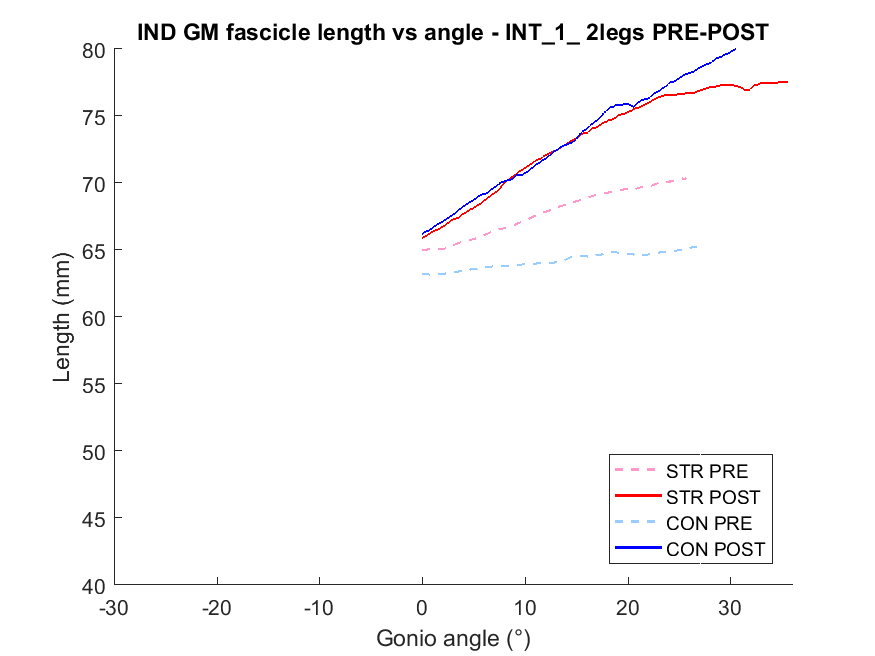 IND GM fascicle length vs angle - INT_1_ 2legs PRE-POST
80
75
70
65
60
55
50
45
40
Length (mm)
-30
-20
-10
0
10
20
30
Gonio angle (°)
STR PRE
STR POST
CON PRE
CON POST